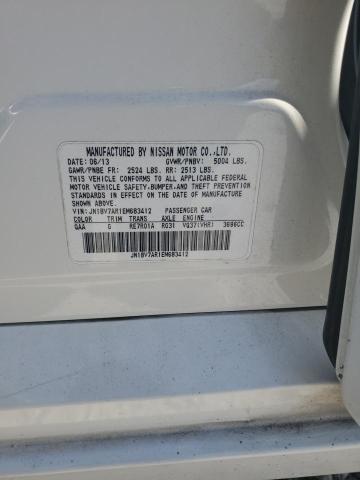 MANUFACTURED BY NISSAN MOTOR CO.,LTD.
DATE: 06/13 GVWR/PNBV: 5004 LBS.
GAWR/PNBE FR: 2524 LBS. RR: 2513 LBS.
THIS VEHICLE CONFORMS TO ALL APPLICABLE FEDERAL
MOTOR VEHICLE SAFETY,BUMPER,AND THEFT PREVENTION
STANDARDS IN EFFECT ON THE DATE OF MANUFACTURE
SHOWN ABOVE.
VIN: JN1BV7AR1EM683412 PASSENGER CAR
COLOR TRIM TRANS AXLE ENGINE
QAA G RE7R01A RG31 VQ37(VHR) 3696CC
JN1BV7AR1EM683412